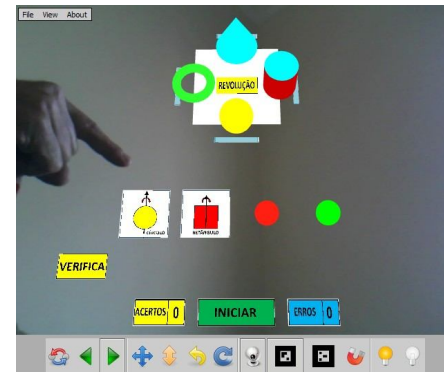 File View About
REVOLUÇÃO
CÍRCULO
RETÂNGULO
VERIFICA
ACERTOS 0
INICIAR
ERROS 0